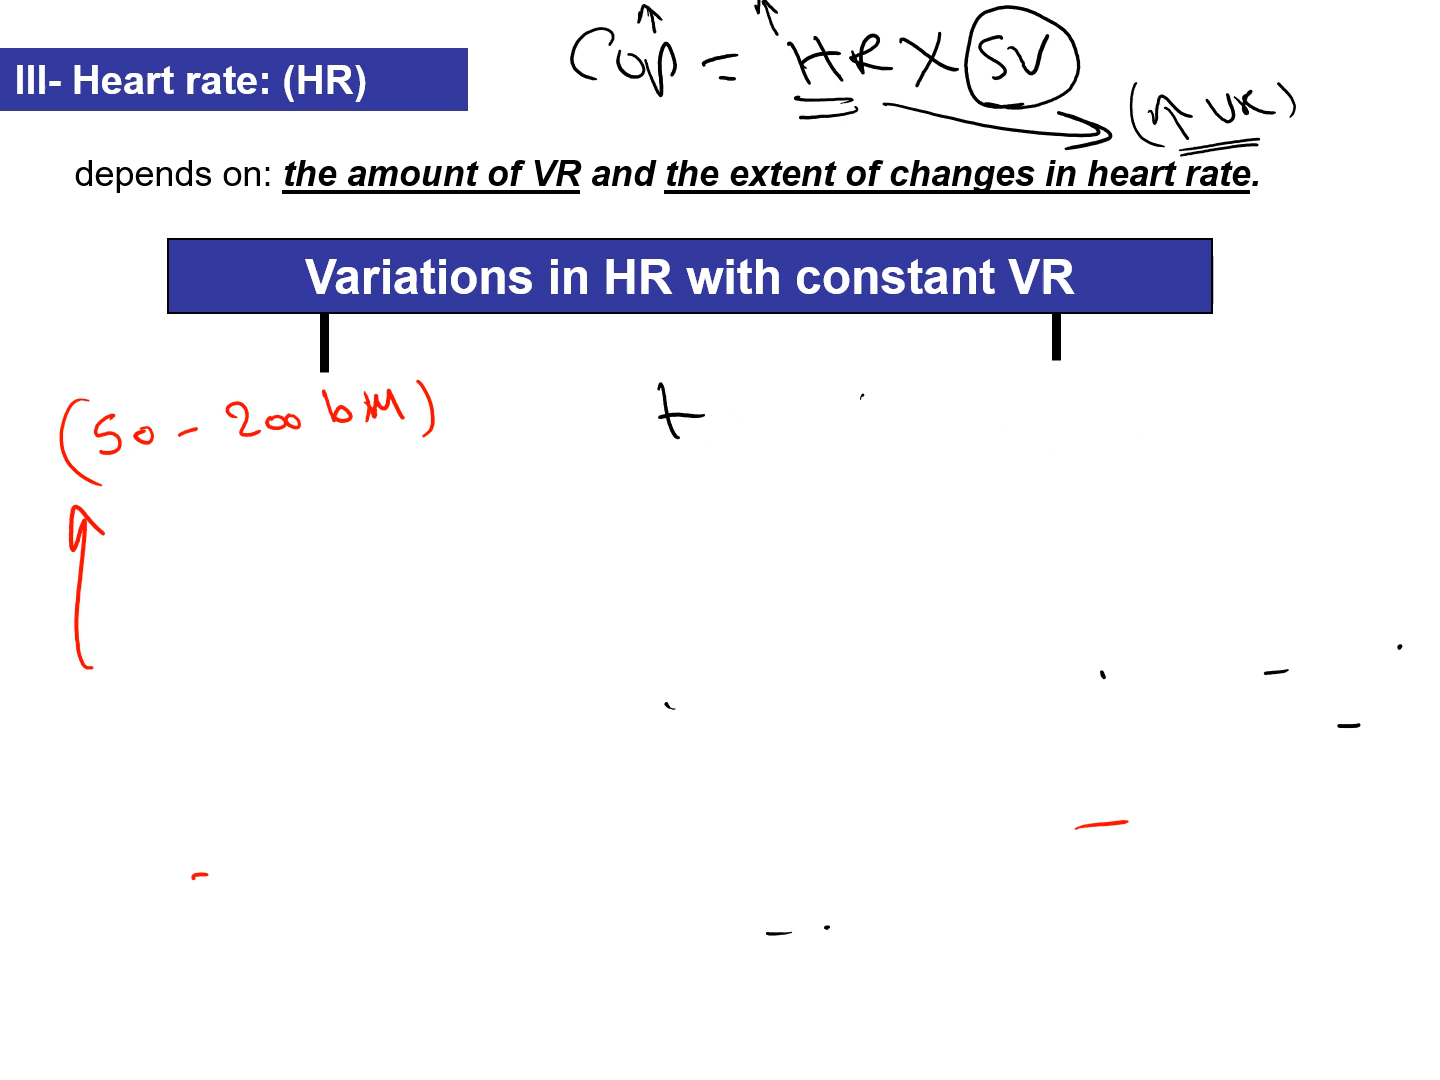 Cop = HR X SV
III- Heart rate: (HR)
(↑ VR)
depends on: the amount of VR and the extent of changes in heart rate.
Variations in HR with constant VR
(50 - 200 bM)